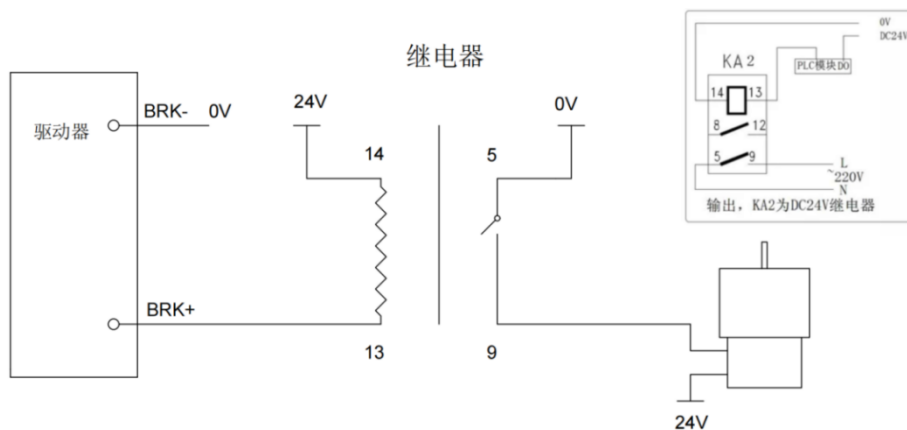 继电器
驱动器
BRK-
0V
24V
0V
14
5
BRK+
13
9
24V
0V
DC24V
KA2
PLC模块DO
14
13
8
12
5
9
L
~220V
N
输出，KA2为DC24V继电器